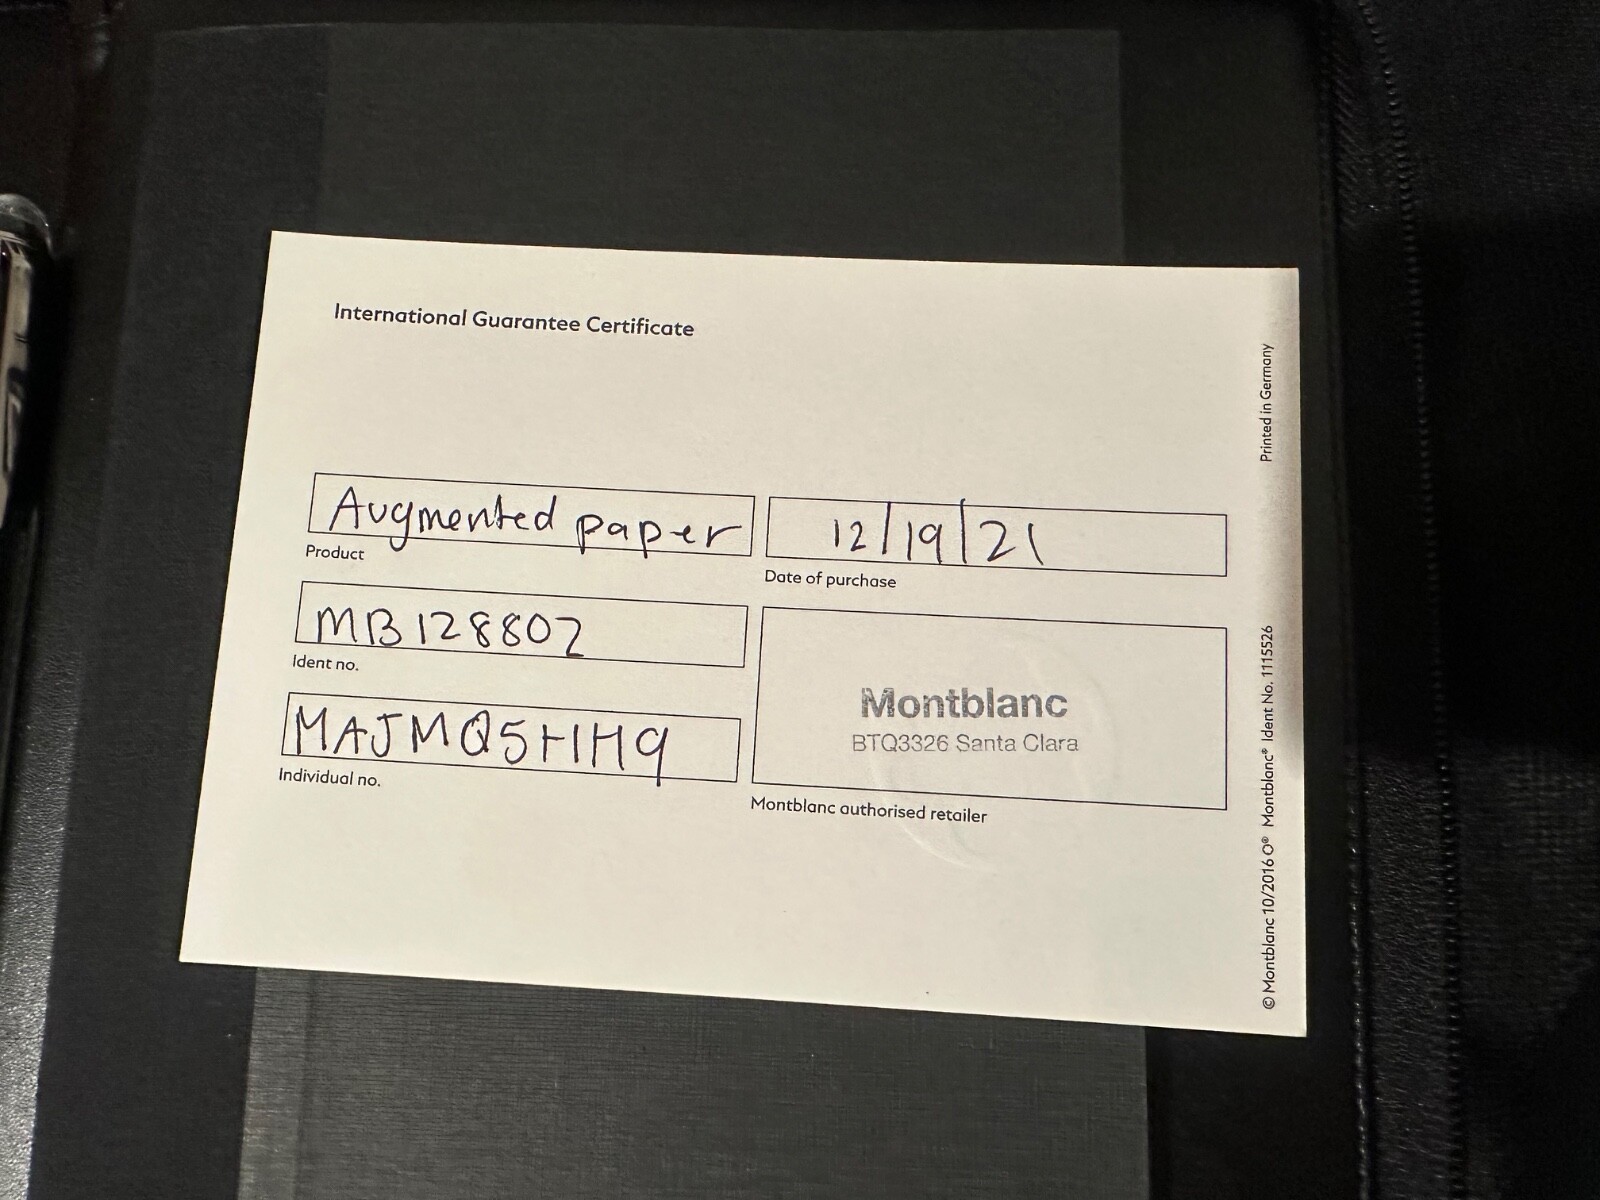 International Guarantee Certificate
Augmented paper
Product
12/19/21
Date of purchase
MB128802
Ident no.
MAJMQ5HH9
Individual no.
Montblanc
BTQ3326 Santa Clara
Montblanc authorised retailer
© Montblanc 10/2016 O® Montblanc® Ident No. 1115526
Printed in Germany